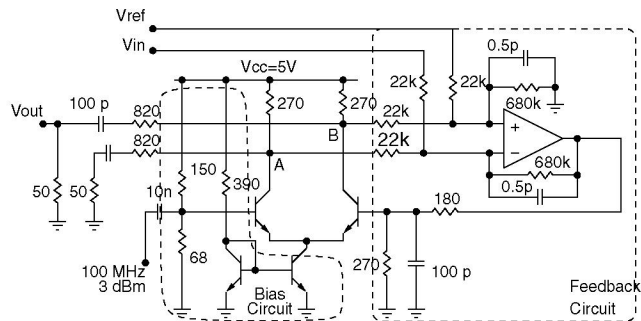 Vref
Vin
Vcc=5V
0.5p
22k
22k
680k
Vout
100 p
820
270
270
22k
+
B
820
22k
−
A
680k
0.5p
150
390
180
50
50
10n
68
270
100 p
100 MHz
3 dBm
Bias
Circuit
Feedback
Circuit